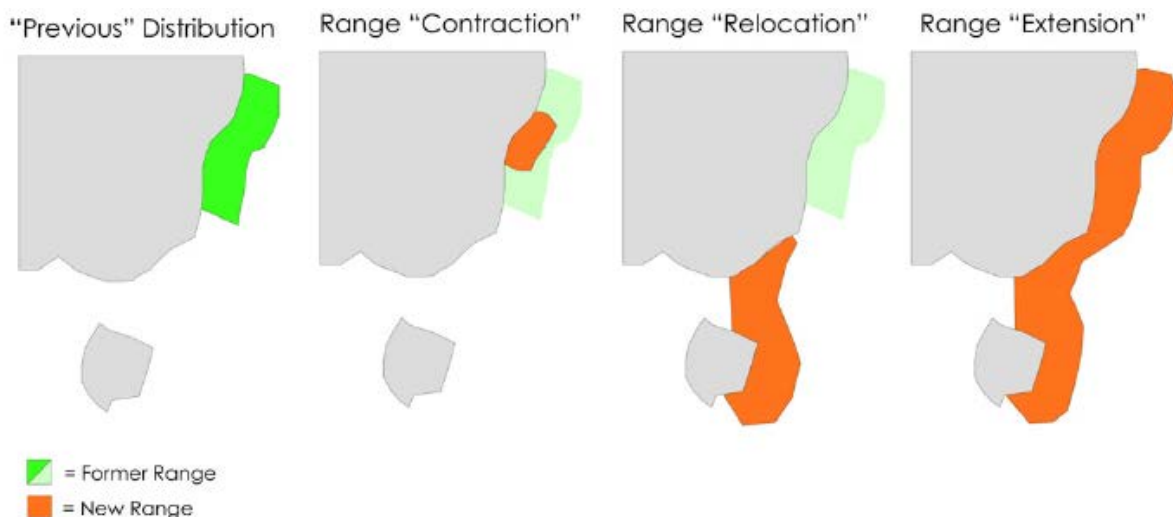 “Previous” Distribution
Range “Contraction”
Range “Relocation”
Range “Extension”
= Former Range
= New Range